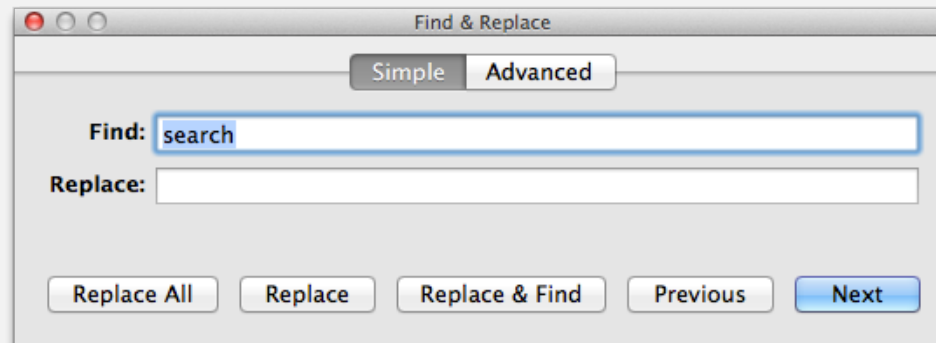 Find & Replace
Simple Advanced
Find: search
Replace:
Replace All Replace Replace & Find Previous Next